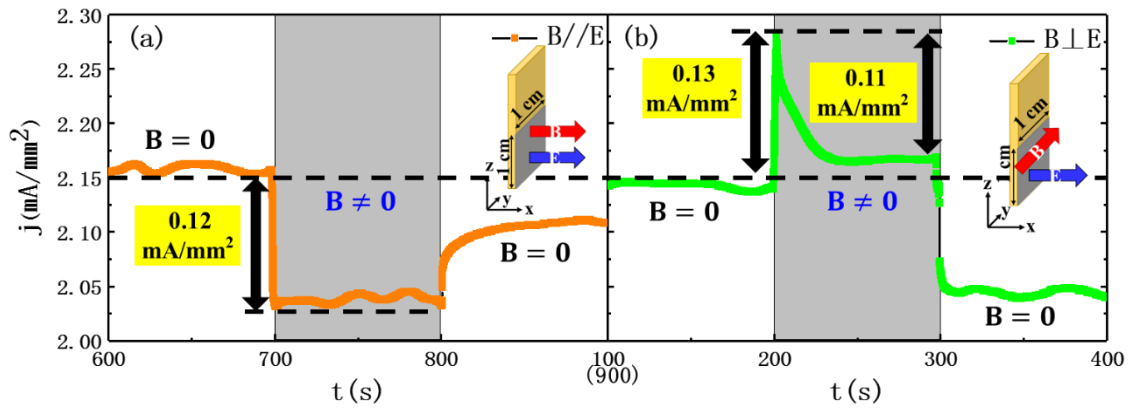 (a)
B//E
(b)
B⊥E
j(mA/mm²)
2.30
2.25
2.20
2.15
2.10
2.05
2.00
B = 0
0.12
mA/mm²
B ≠ 0
B = 0
1 cm
1 cm
B
E
z
y
x
0.13
mA/mm²
0.11
mA/mm²
B = 0
B ≠ 0
B = 0
1 cm
1 cm
B
E
z
y
x
600
700
800
100
(900)
200
300
400
t(s)
t(s)